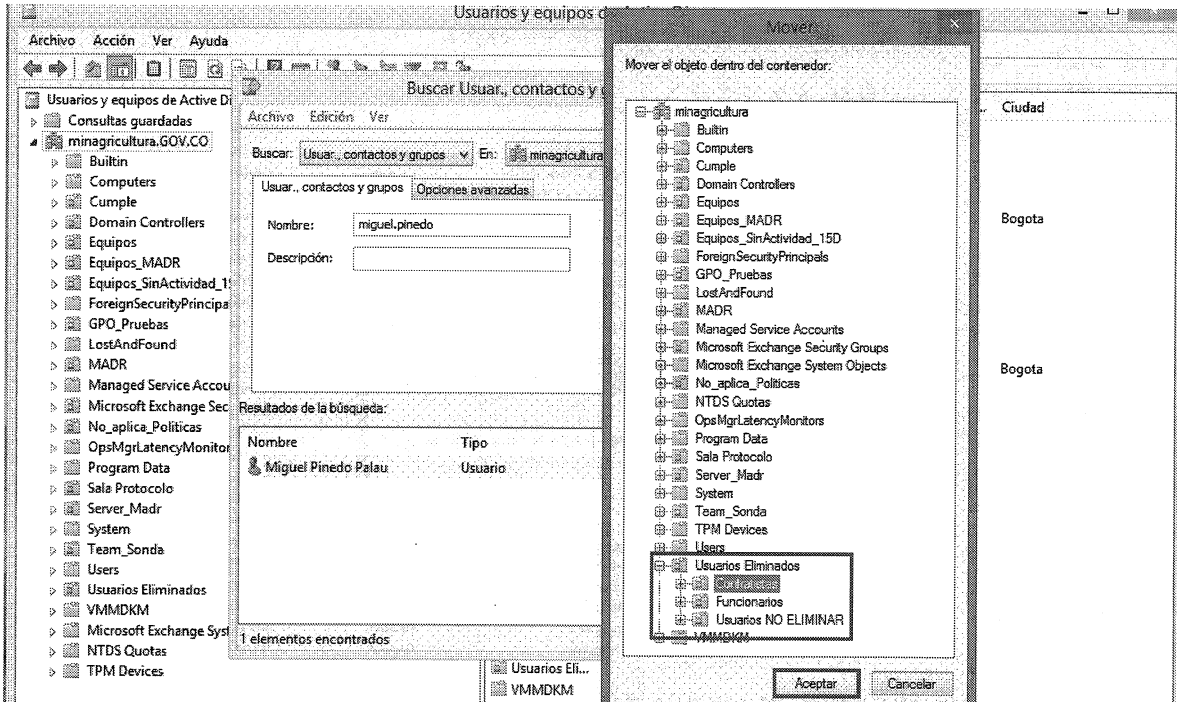 Usuarios y equipos de
Archivo Acción Ver Ayuda
Usuarios y equipos de Active Di
Consultas guardadas
minagricultura.GOV.CO
Builtin
Computers
Cumple
Domain Controllers
Equipos
Equipos_MADR
Equipos_SinActividad_1
ForeignSecurityPrincipa
GPO_Pruebas
LostAndFound
MADR
Managed Service Accou
Microsoft Exchange Sec
No_aplica_Politicas
OpsMgrLatencyMonitor
Program Data
Sala Protocolo
Server_Madr
System
Team_Sonda
Users
Usuarios Eliminados
VMMDKM
Microsoft Exchange Syst
NTDS Quotas
TPM Devices
Buscar Usuar., contactos y
Archivo Edición Ver
Buscar: Usuar., contactos y grupos En: minagricultura
Usuar., contactos y grupos Opciones avanzadas
Nombre: miguel.pinedo
Descripción:
Resultados de la búsqueda:
Nombre Tipo
Miguel Pinedo Palau Usuario
1 elementos encontrados
Usuarios Eli...
VMMDKM
Mover
Mover el objeto dentro del contenedor:
minagricultura
Builtin
Computers
Cumple
Domain Controllers
Equipos
Equipos_MADR
Equipos_SinActividad_15D
ForeignSecurityPrincipals
GPO_Pruebas
LostAndFound
MADR
Managed Service Accounts
Microsoft Exchange Security Groups
Microsoft Exchange System Objects
No_aplica_Politicas
NTDS Quotas
OpsMgrLatencyMonitors
Program Data
Sala Protocolo
Server_Madr
System
Team_Sonda
TPM Devices
Users
Usuarios Eliminados
Contratistas
Funcionarios
Usuarios NO ELIMINAR
VMMDKM
Aceptar Cancelar
Ciudad
Bogota
Bogota